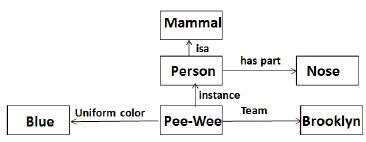 Mammal
isa
Person
has part
Nose
instance
Blue
Uniform color
Pee-Wee
Team
Brooklyn